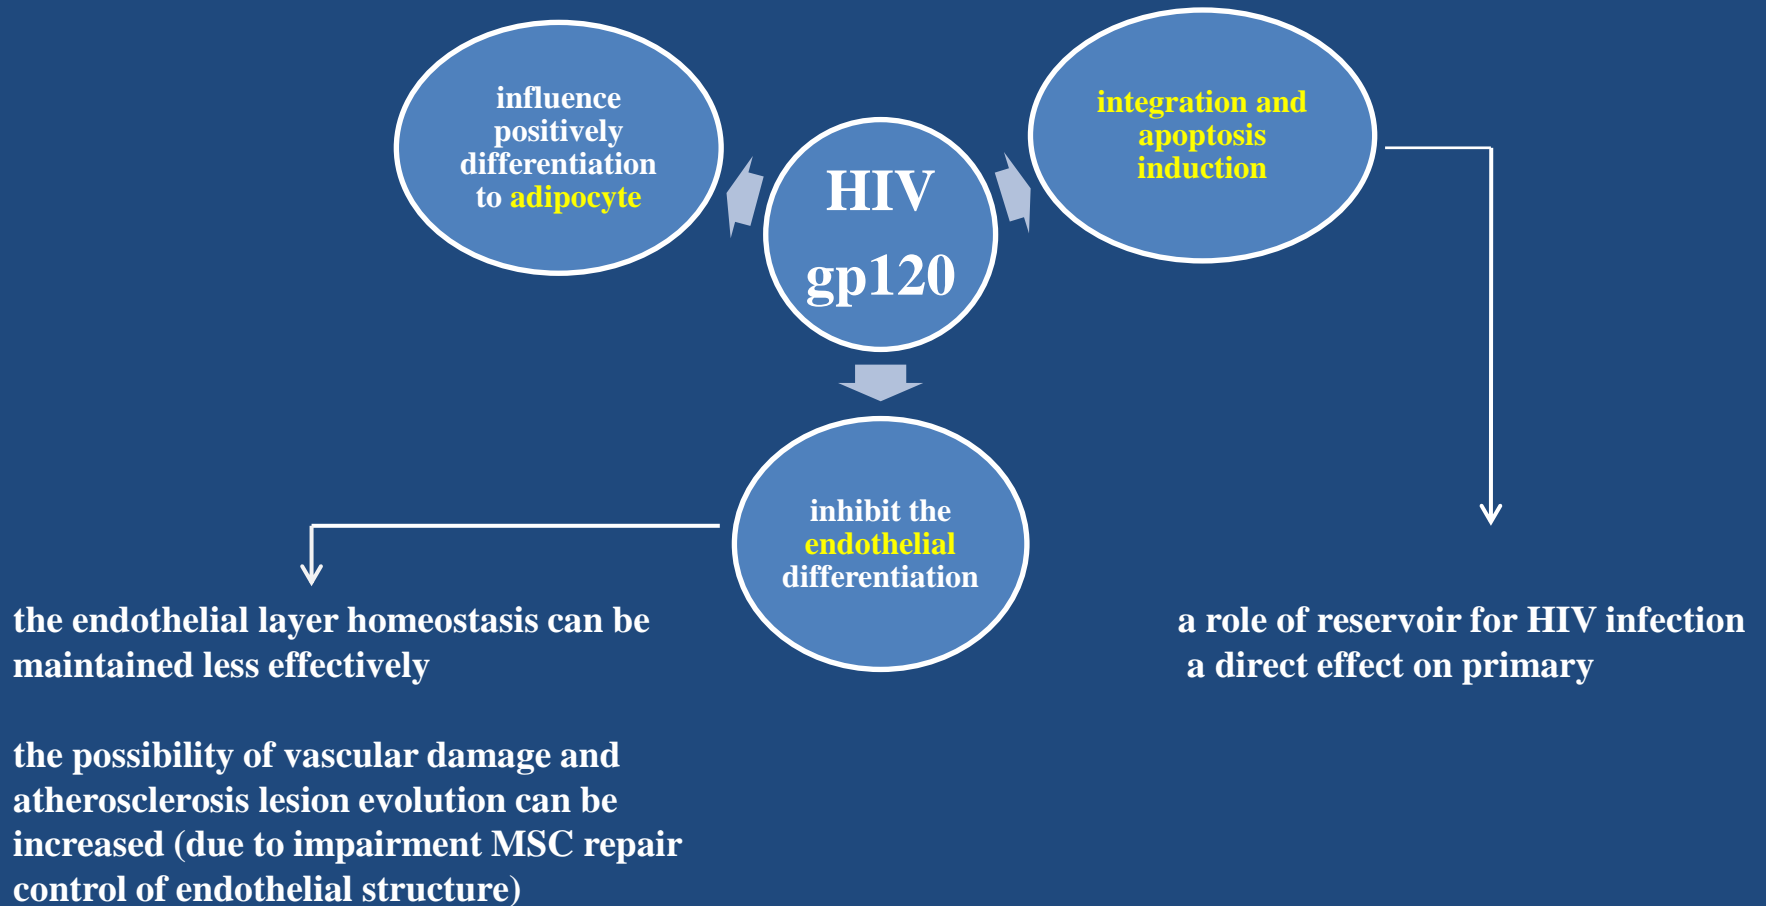 influence
positively
differentiation
to adipocyte
HIV
gp120
integration and
apoptosis
induction
inhibit the
endothelial
differentiation
the endothelial layer homeostasis can be
maintained less effectively
the possibility of vascular damage and
atherosclerosis lesion evolution can be
increased (due to impairment MSC repair
control of endothelial structure)
a role of reservoir for HIV infection
a direct effect on primary